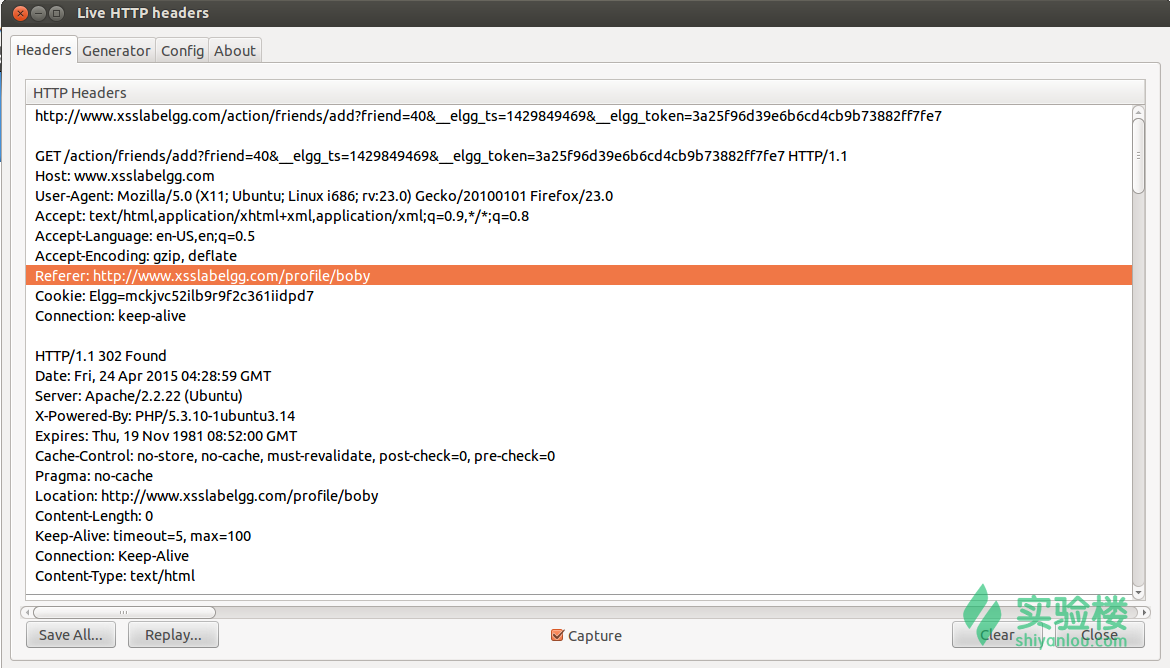 Live HTTP headers
Headers
Generator
Config
About
HTTP Headers
http://www.xsslabelgg.com/action/friends/add?friend=40&__elgg_ts=1429849469&__elgg_token=3a25f96d39e6b6cd4cb9b73882ff7fe7
GET /action/friends/add?friend=40&__elgg_ts=1429849469&__elgg_token=3a25f96d39e6b6cd4cb9b73882ff7fe7 HTTP/1.1
Host: www.xsslabelgg.com
User-Agent: Mozilla/5.0 (X11; Ubuntu; Linux i686; rv:23.0) Gecko/20100101 Firefox/23.0
Accept: text/html,application/xhtml+xml,application/xml;q=0.9,*/*;q=0.8
Accept-Language: en-US,en;q=0.5
Accept-Encoding: gzip, deflate
Referer: http://www.xsslabelgg.com/profile/boby
Cookie: Elgg=mckjvc52ilb9r9f2c361iidpd7
Connection: keep-alive
HTTP/1.1 302 Found
Date: Fri, 24 Apr 2015 04:28:59 GMT
Server: Apache/2.2.22 (Ubuntu)
X-Powered-By: PHP/5.3.10-1ubuntu3.14
Expires: Thu, 19 Nov 1981 08:52:00 GMT
Cache-Control: no-store, no-cache, must-revalidate, post-check=0, pre-check=0
Pragma: no-cache
Location: http://www.xsslabelgg.com/profile/boby
Content-Length: 0
Keep-Alive: timeout=5, max=100
Connection: Keep-Alive
Content-Type: text/html
Save All...
Replay...
Capture
Clear
Close
实验楼
shiyanlou.com